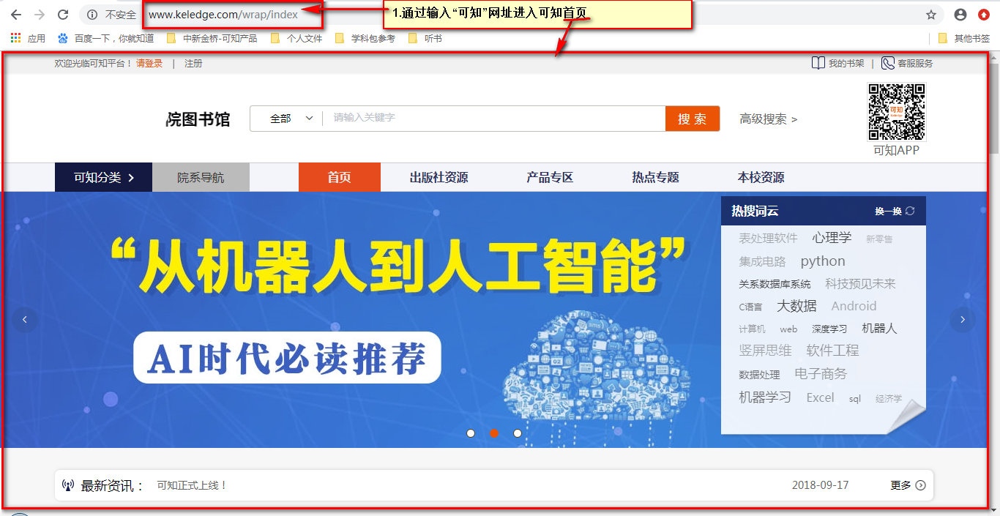 不安全 www.keledge.com/wrap/index
1.通过输入“可知”网址进入可知首页
应用 百度一下，你就知道 中新金桥-可知产品 个人文件 学科包参考 听书 其他书签
欢迎光临可知平台！请登录 | 注册 我的书架 | 客服服务
院图书馆 全部 请输入关键字 搜 索 高级搜索 >
可知
可知APP
可知分类 院系导航 首页 出版社资源 产品专区 热点专题 本校资源
“从机器人到人工智能”
AI时代必读推荐
热搜词云 换一换
表处理软件 心理学 新零售
集成电路 python
关系数据库系统 科技预见未来
C语言 大数据 Android
计算机 web 深度学习 机器人
竖屏思维 软件工程
数据处理 电子商务
机器学习 Excel sql 经济学
最新资讯： 可知正式上线！ 2018-09-17 更多